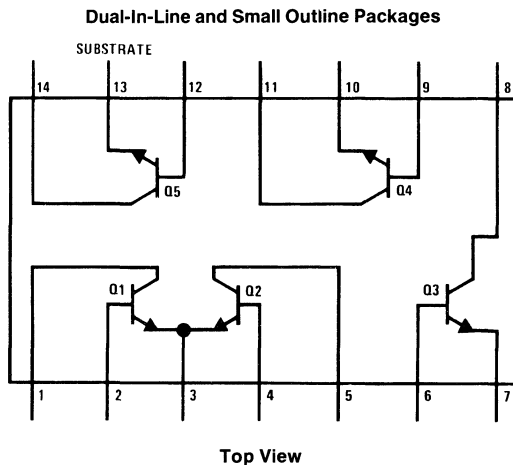 Dual-In-Line and Small Outline Packages
SUBSTRATE
14 13 12 11 10 9 8
Q5 Q4
Q1 Q2 Q3
1 2 3 4 5 6 7
Top View